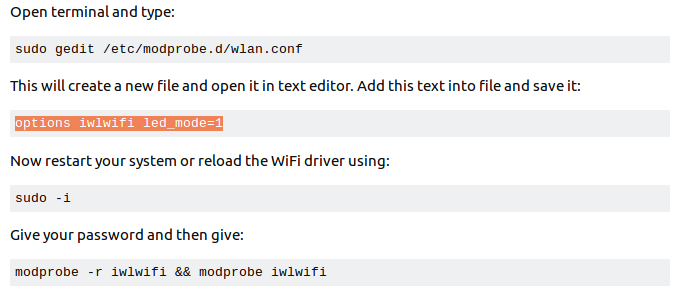 Open terminal and type:
sudo gedit /etc/modprobe.d/wlan.conf
This will create a new file and open it in text editor. Add this text into file and save it:
options iwlwifi led_mode=1
Now restart your system or reload the WiFi driver using:
sudo -i
Give your password and then give:
modprobe -r iwlwifi && modprobe iwlwifi